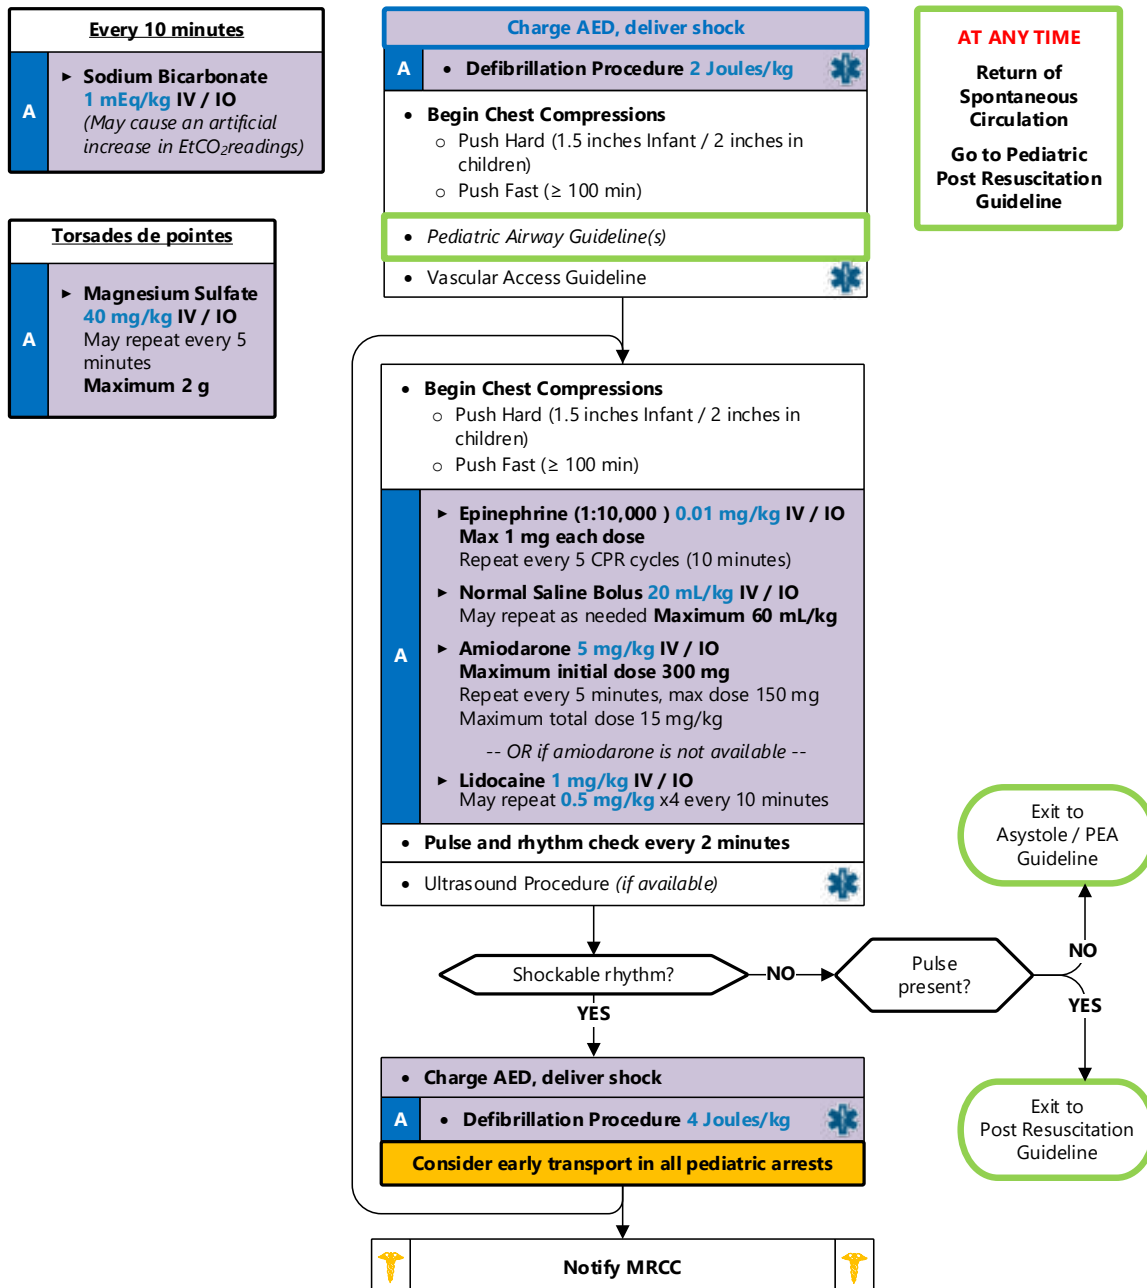 Every 10 minutes
A
► Sodium Bicarbonate
1 mEq/kg IV / IO
(May cause an artificial
increase in EtCO₂readings)
Torsades de pointes
A
► Magnesium Sulfate
40 mg/kg IV / IO
May repeat every 5
minutes
Maximum 2 g
Charge AED, deliver shock
A • Defibrillation Procedure 2 Joules/kg
• Begin Chest Compressions
o Push Hard (1.5 inches Infant / 2 inches in
children)
o Push Fast (≥ 100 min)
• Pediatric Airway Guideline(s)
• Vascular Access Guideline
AT ANY TIME
Return of
Spontaneous
Circulation
Go to Pediatric
Post Resuscitation
Guideline
• Begin Chest Compressions
o Push Hard (1.5 inches Infant / 2 inches in
children)
o Push Fast (≥ 100 min)
A
► Epinephrine (1:10,000 ) 0.01 mg/kg IV / IO
Max 1 mg each dose
Repeat every 5 CPR cycles (10 minutes)
► Normal Saline Bolus 20 mL/kg IV / IO
May repeat as needed Maximum 60 mL/kg
► Amiodarone 5 mg/kg IV / IO
Maximum initial dose 300 mg
Repeat every 5 minutes, max dose 150 mg
Maximum total dose 15 mg/kg
-- OR if amiodarone is not available --
► Lidocaine 1 mg/kg IV / IO
May repeat 0.5 mg/kg x4 every 10 minutes
• Pulse and rhythm check every 2 minutes
• Ultrasound Procedure (if available)
Shockable rhythm?
NO
Pulse
present?
NO
Exit to
Asystole / PEA
Guideline
YES
Exit to
Post Resuscitation
Guideline
YES
• Charge AED, deliver shock
A • Defibrillation Procedure 4 Joules/kg
Consider early transport in all pediatric arrests
Notify MRCC